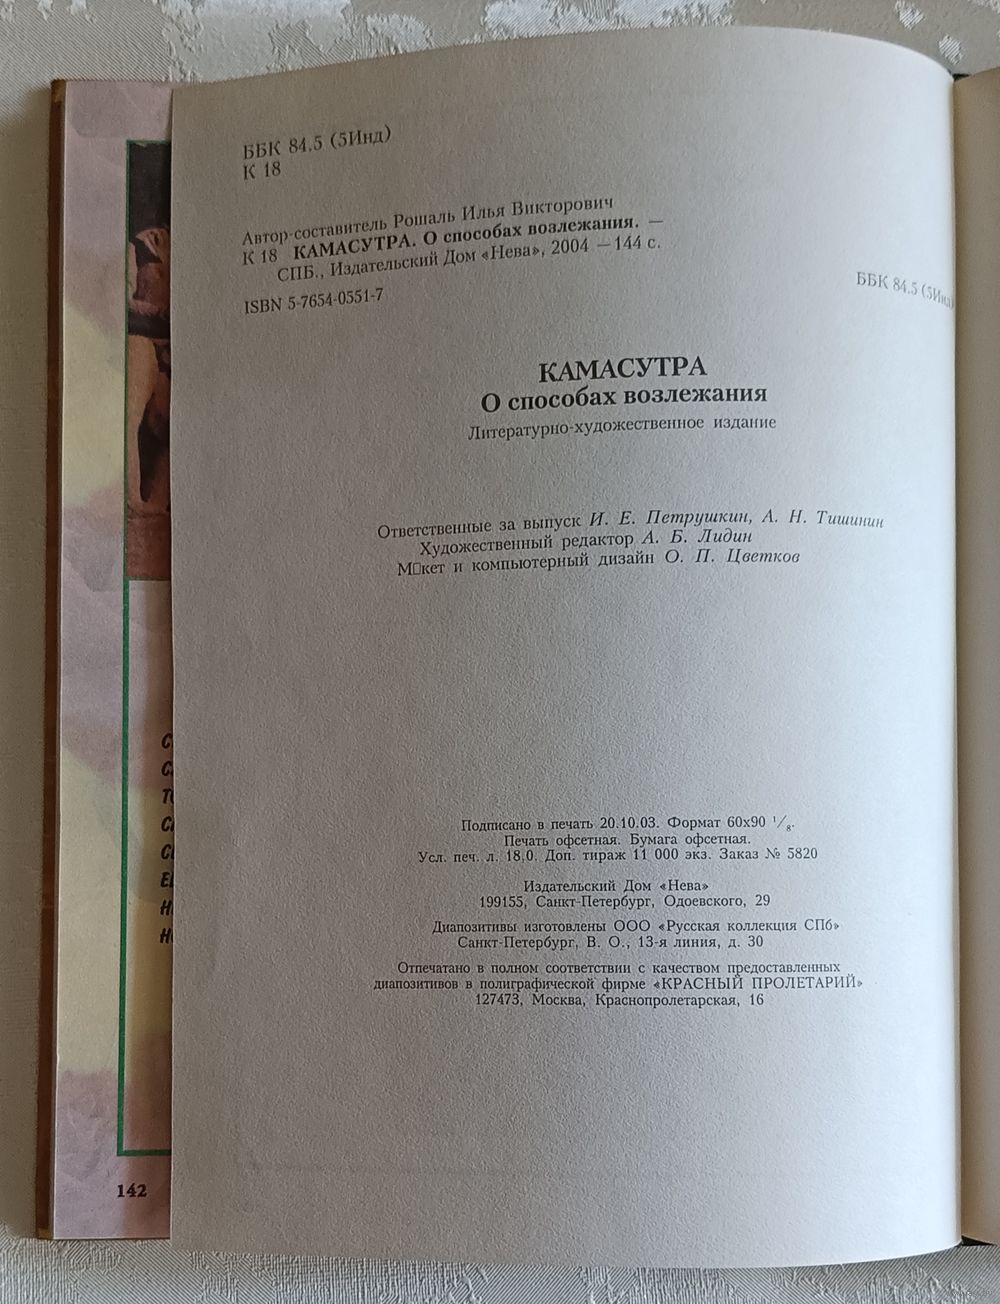 ББК 84.5 (5Инд)
К 18
Автор-составитель Рошаль Илья Викторович
К 18 КАМАСУТРА. О способах возлежания. —
СПБ., Издательский Дом «Нева», 2004 — 144 с.
ISBN 5-7654-0551-7
ББК 84.5 (5Инд)
КАМАСУТРА
О способах возлежания
Литературно-художественное издание
Ответственные за выпуск И. Е. Петрушкин, А. Н. Тишинин
Художественный редактор А. Б. Лидин
М□кет и компьютерный дизайн О. П. Цветков
Подписано в печать 20.10.03. Формат 60x90 1/8.
Печать офсетная. Бумага офсетная.
Усл. печ. л. 18,0. Доп. тираж 11 000 экз. Заказ № 5820
Издательский Дом «Нева»
199155, Санкт-Петербург, Одоевского, 29
Диапозитивы изготовлены ООО «Русская коллекция СПб»
Санкт-Петербург, В. О., 13-я линия, д. 30
Отпечатано в полном соответствии с качеством предоставленных
диапозитивов в полиграфической фирме «КРАСНЫЙ ПРОЛЕТАРИЙ»
127473, Москва, Краснопролетарская, 16
142